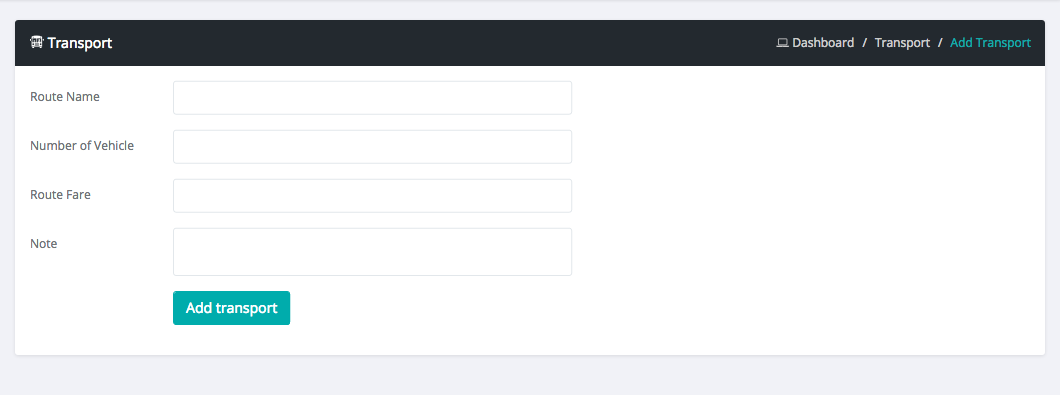 Transport
Dashboard / Transport / Add Transport
Route Name
Number of Vehicle
Route Fare
Note
Add transport